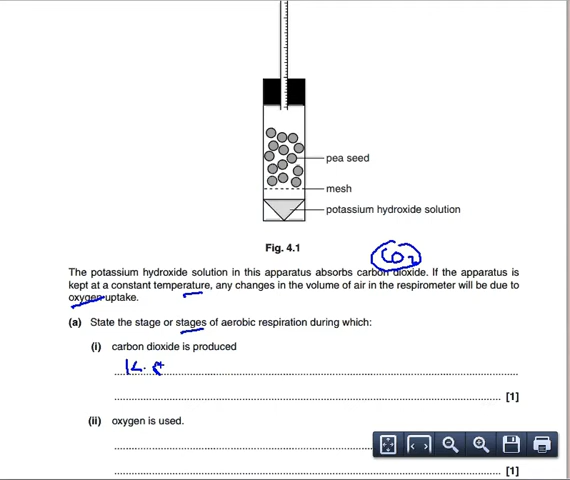 pea seed
mesh
potassium hydroxide solution
Fig. 4.1
CO2
The potassium hydroxide solution in this apparatus absorbs carbon dioxide. If the apparatus is
kept at a constant temperature, any changes in the volume of air in the respirometer will be due to
oxygen uptake.
(a) State the stage or stages of aerobic respiration during which:
(i) carbon dioxide is produced
K.
[1]
(ii) oxygen is used.
[1]